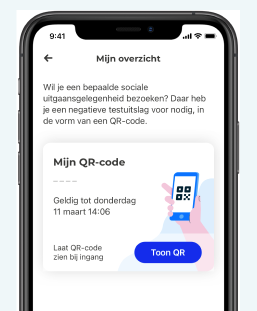 9:41
Mijn overzicht
Wil je een bepaalde sociale
uitgaansgelegenheid bezoeken? Daar heb
je een negatieve testuitslag voor nodig, in
de vorm van een QR-code.
Mijn QR-code
_ _ _ _
Geldig tot donderdag
11 maart 14:06
Laat QR-code
zien bij ingang
Toon QR